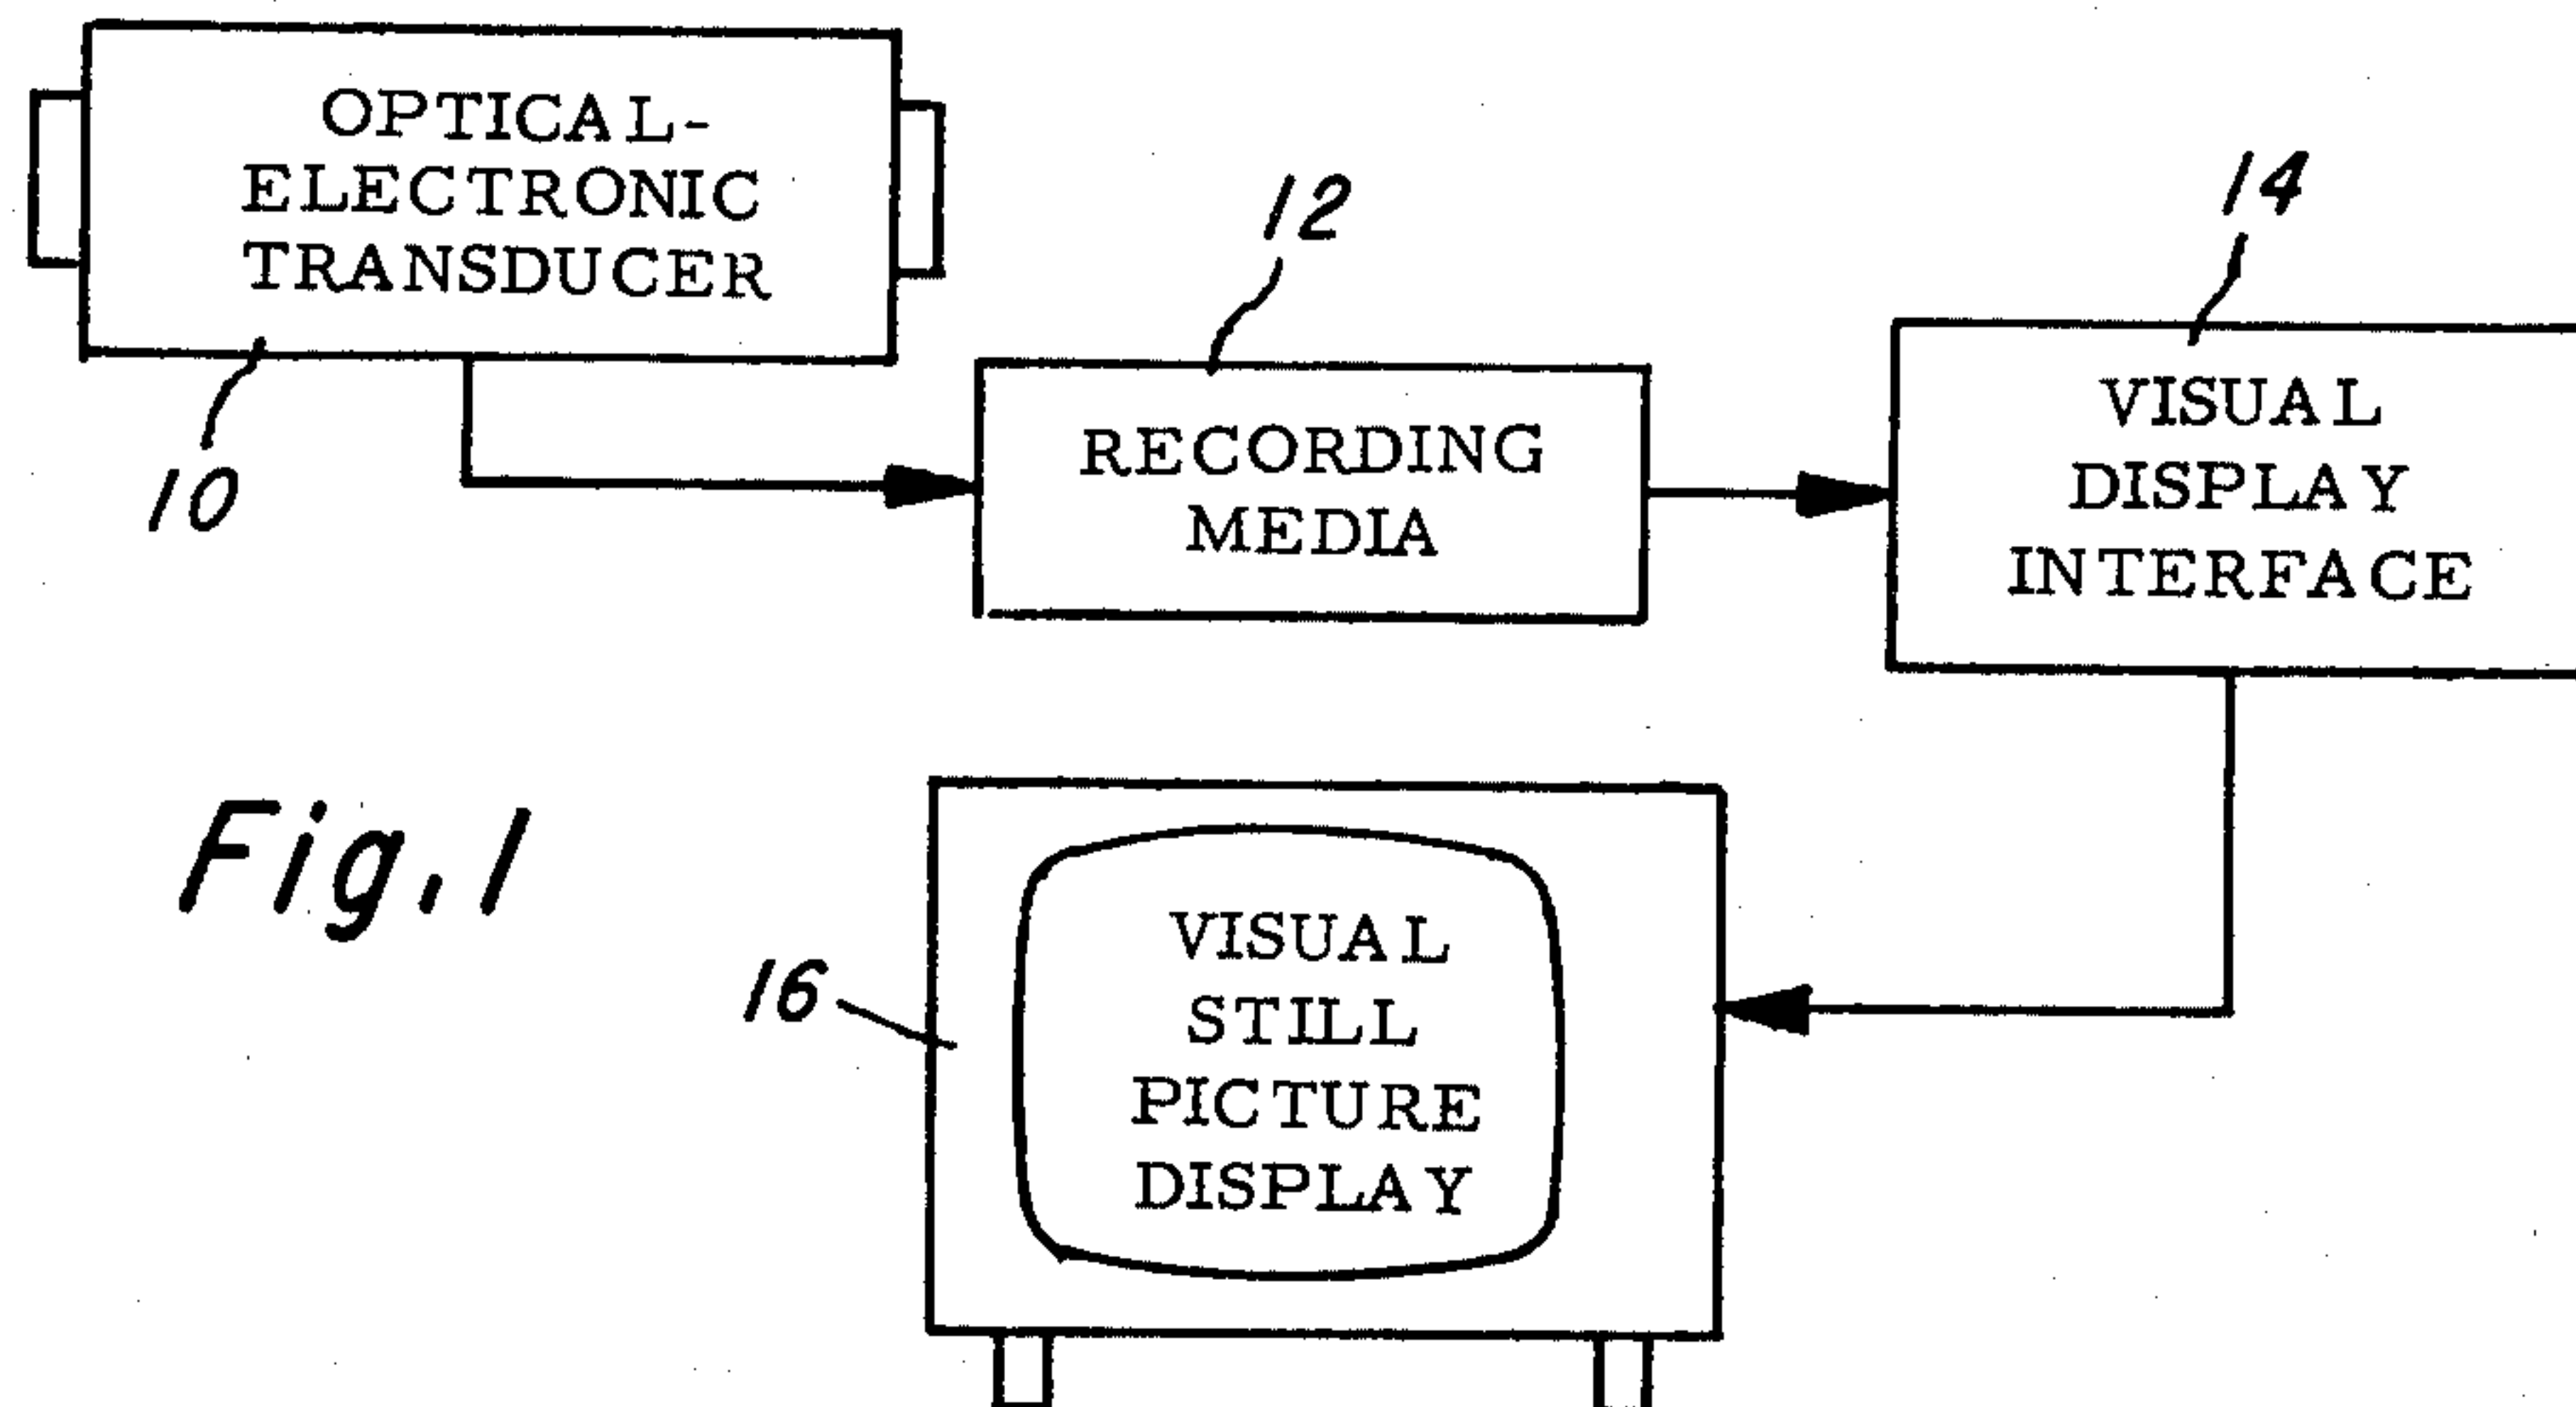 OPTICAL-
ELECTRONIC
TRANSDUCER
10
12
RECORDING
MEDIA
14
VISUAL
DISPLAY
INTERFACE
Fig. 1
16
VISUAL
STILL
PICTURE
DISPLAY